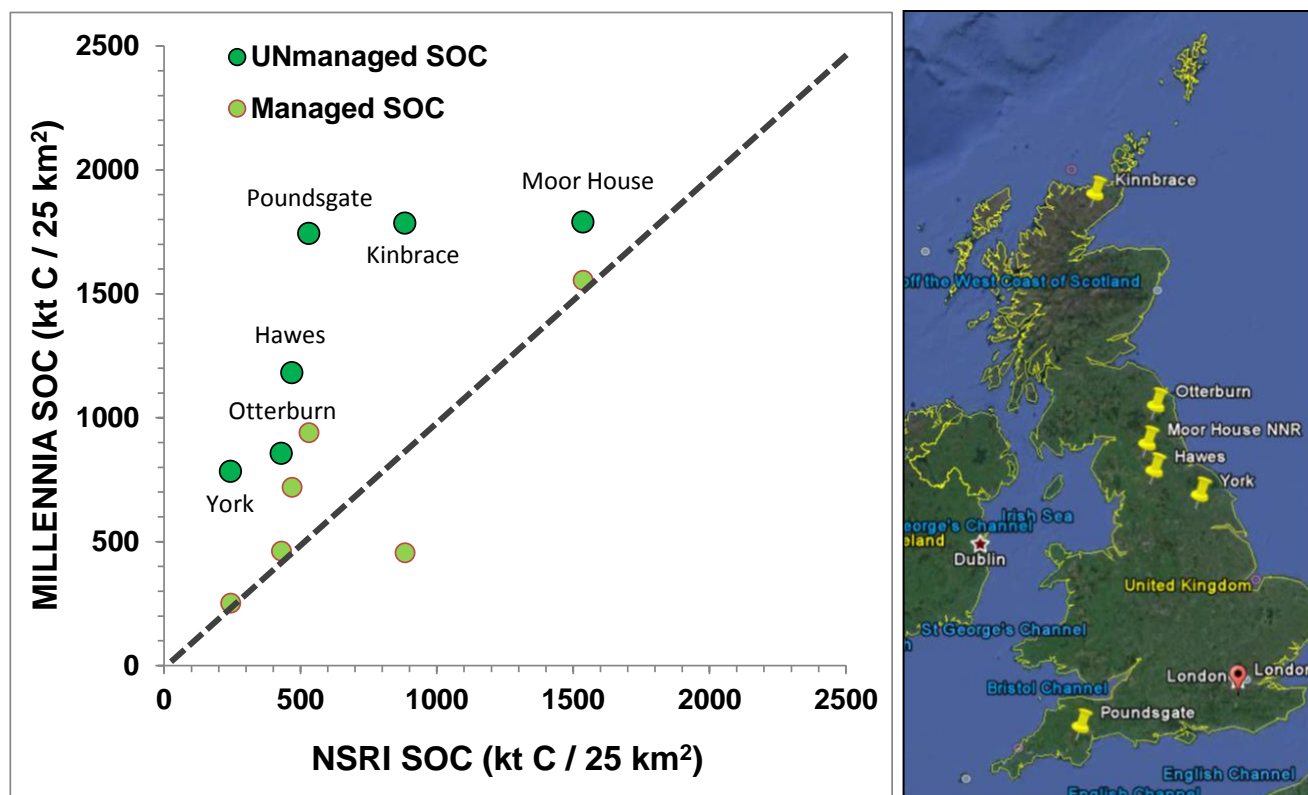 2500
2000
1500
1000
500
0
MILLENNIA SOC (kt C / 25 km²)
UNmanaged SOC
Managed SOC
Poundsgate
Moor House
Kinbrace
Hawes
Otterburn
York
0 500 1000 1500 2000 2500
NSRI SOC (kt C / 25 km²)
Kinnbrace
off the West Coast of Scotland
Otterburn
Moor House NNR
Hawes
York
Irish Sea
eorge's Channel
eland
Dublin
United Kingdom
St George's Channel
n
London London
Bristol Channel
Poundsgate
English Channel
English Channel